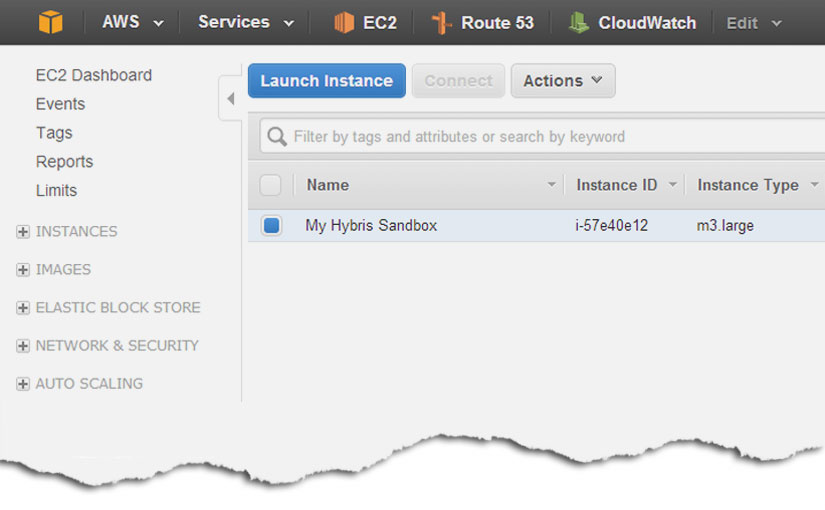 AWS Services EC2 Route 53 CloudWatch Edit
EC2 Dashboard
Events
Tags
Reports
Limits
INSTANCES
IMAGES
ELASTIC BLOCK STORE
NETWORK & SECURITY
AUTO SCALING
Launch Instance Connect Actions
Filter by tags and attributes or search by keyword
Name Instance ID Instance Type
My Hybris Sandbox i-57e40e12 m3.large